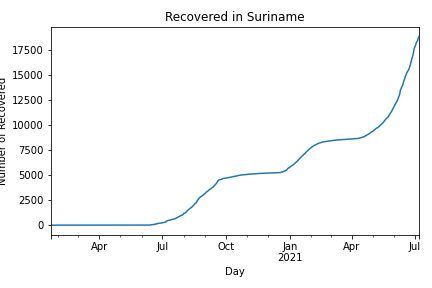 Recovered in Suriname
17500
15000
12500
10000
7500
5000
2500
0
Number of Recovered
Apr
Jul
Oct
Jan
2021
Apr
Jul
Day